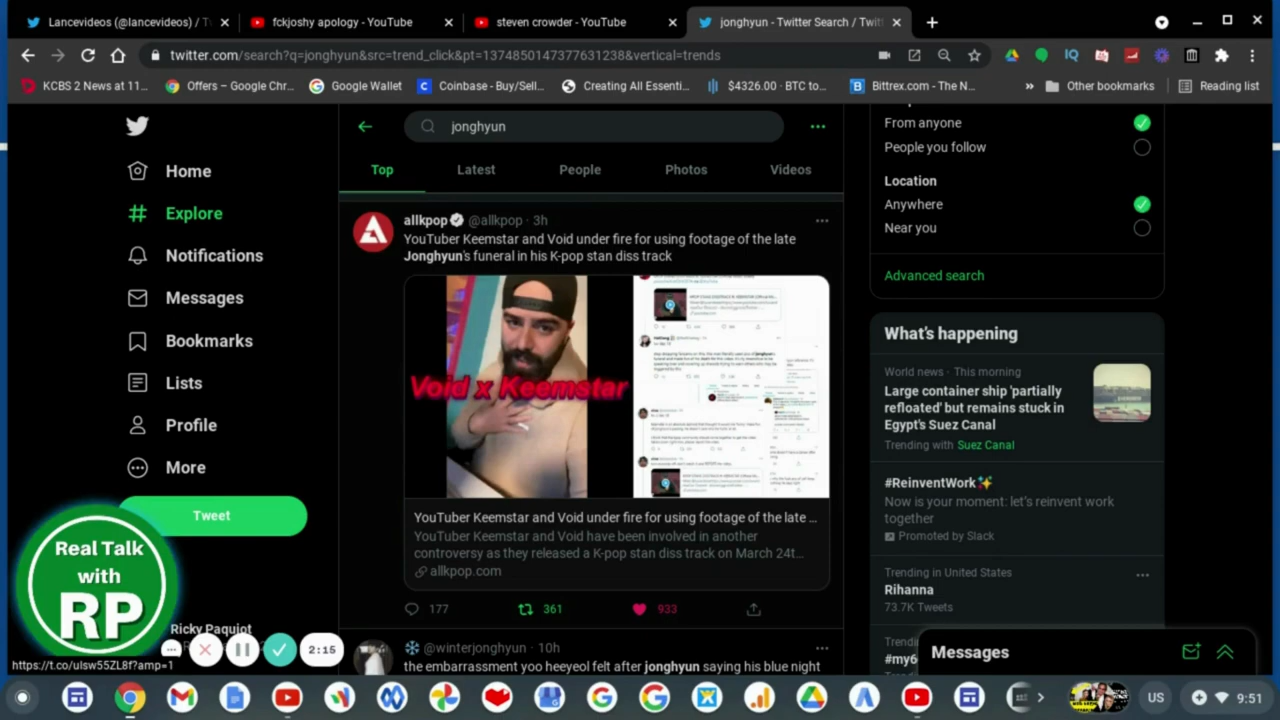 Lancevideos (@lancevideos) / Tw
fckjoshy apology - YouTube
steven crowder - YouTube
jonghyun - Twitter Search / Twitt
twitter.com/search?q=jonghyun&src=trend_click&pt=1374850147377631238&vertical=trends
KCBS 2 News at 11...
Offers – Google Chr...
Google Wallet
Coinbase - Buy/Sell...
Creating All Essenti...
$4326.00 · BTC to...
Bittrex.com - The N...
»
Other bookmarks
Reading list
jonghyun
Top
Latest
People
Photos
Videos
Home
Explore
Notifications
Messages
Bookmarks
Lists
Profile
More
Tweet
allkpop @allkpop · 3h
YouTuber Keemstar and Void under fire for using footage of the late
Jonghyun's funeral in his K-pop stan diss track
Void x Keemstar
YouTuber Keemstar and Void under fire for using footage of the late ...
YouTuber Keemstar and Void have been involved in another
controversy as they released a K-pop stan diss track on March 24t...
allkpop.com
177
361
933
@winterjonghyun · 10h
the embarrassment yoo heeyeol felt after jonghyun saying his blue night
From anyone
People you follow
Location
Anywhere
Near you
Advanced search
What's happening
World news · This morning
Large container ship 'partially
refloated' but remains stuck in
Egypt's Suez Canal
Trending with Suez Canal
#ReinventWork
Now is your moment: let's reinvent work
together
Promoted by Slack
Trending in United States
Rihanna
73.7K Tweets
Trendi
#my6
Messages
Real Talk
with
RP
Ricky Paquiot
2:15
https://t.co/ulsw55ZL8f?amp=1
US
9:51